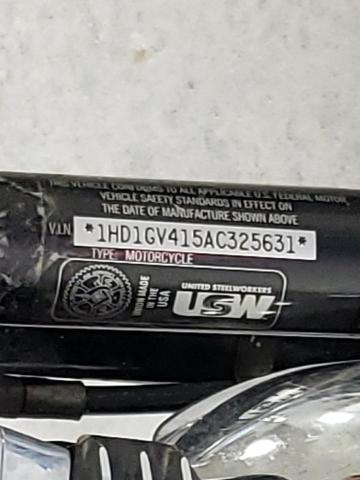 THIS VEHICLE CONFORMS TO ALL APPLICABLE U.S. FEDERAL MOTOR
VEHICLE SAFETY STANDARDS IN EFFECT ON
THE DATE OF MANUFACTURE SHOWN ABOVE
V.I.N. *1HD1GV415AC325631*
TYPE: MOTORCYCLE
UNION MADE
IN THE
USA
UNITED STEELWORKERS
USW